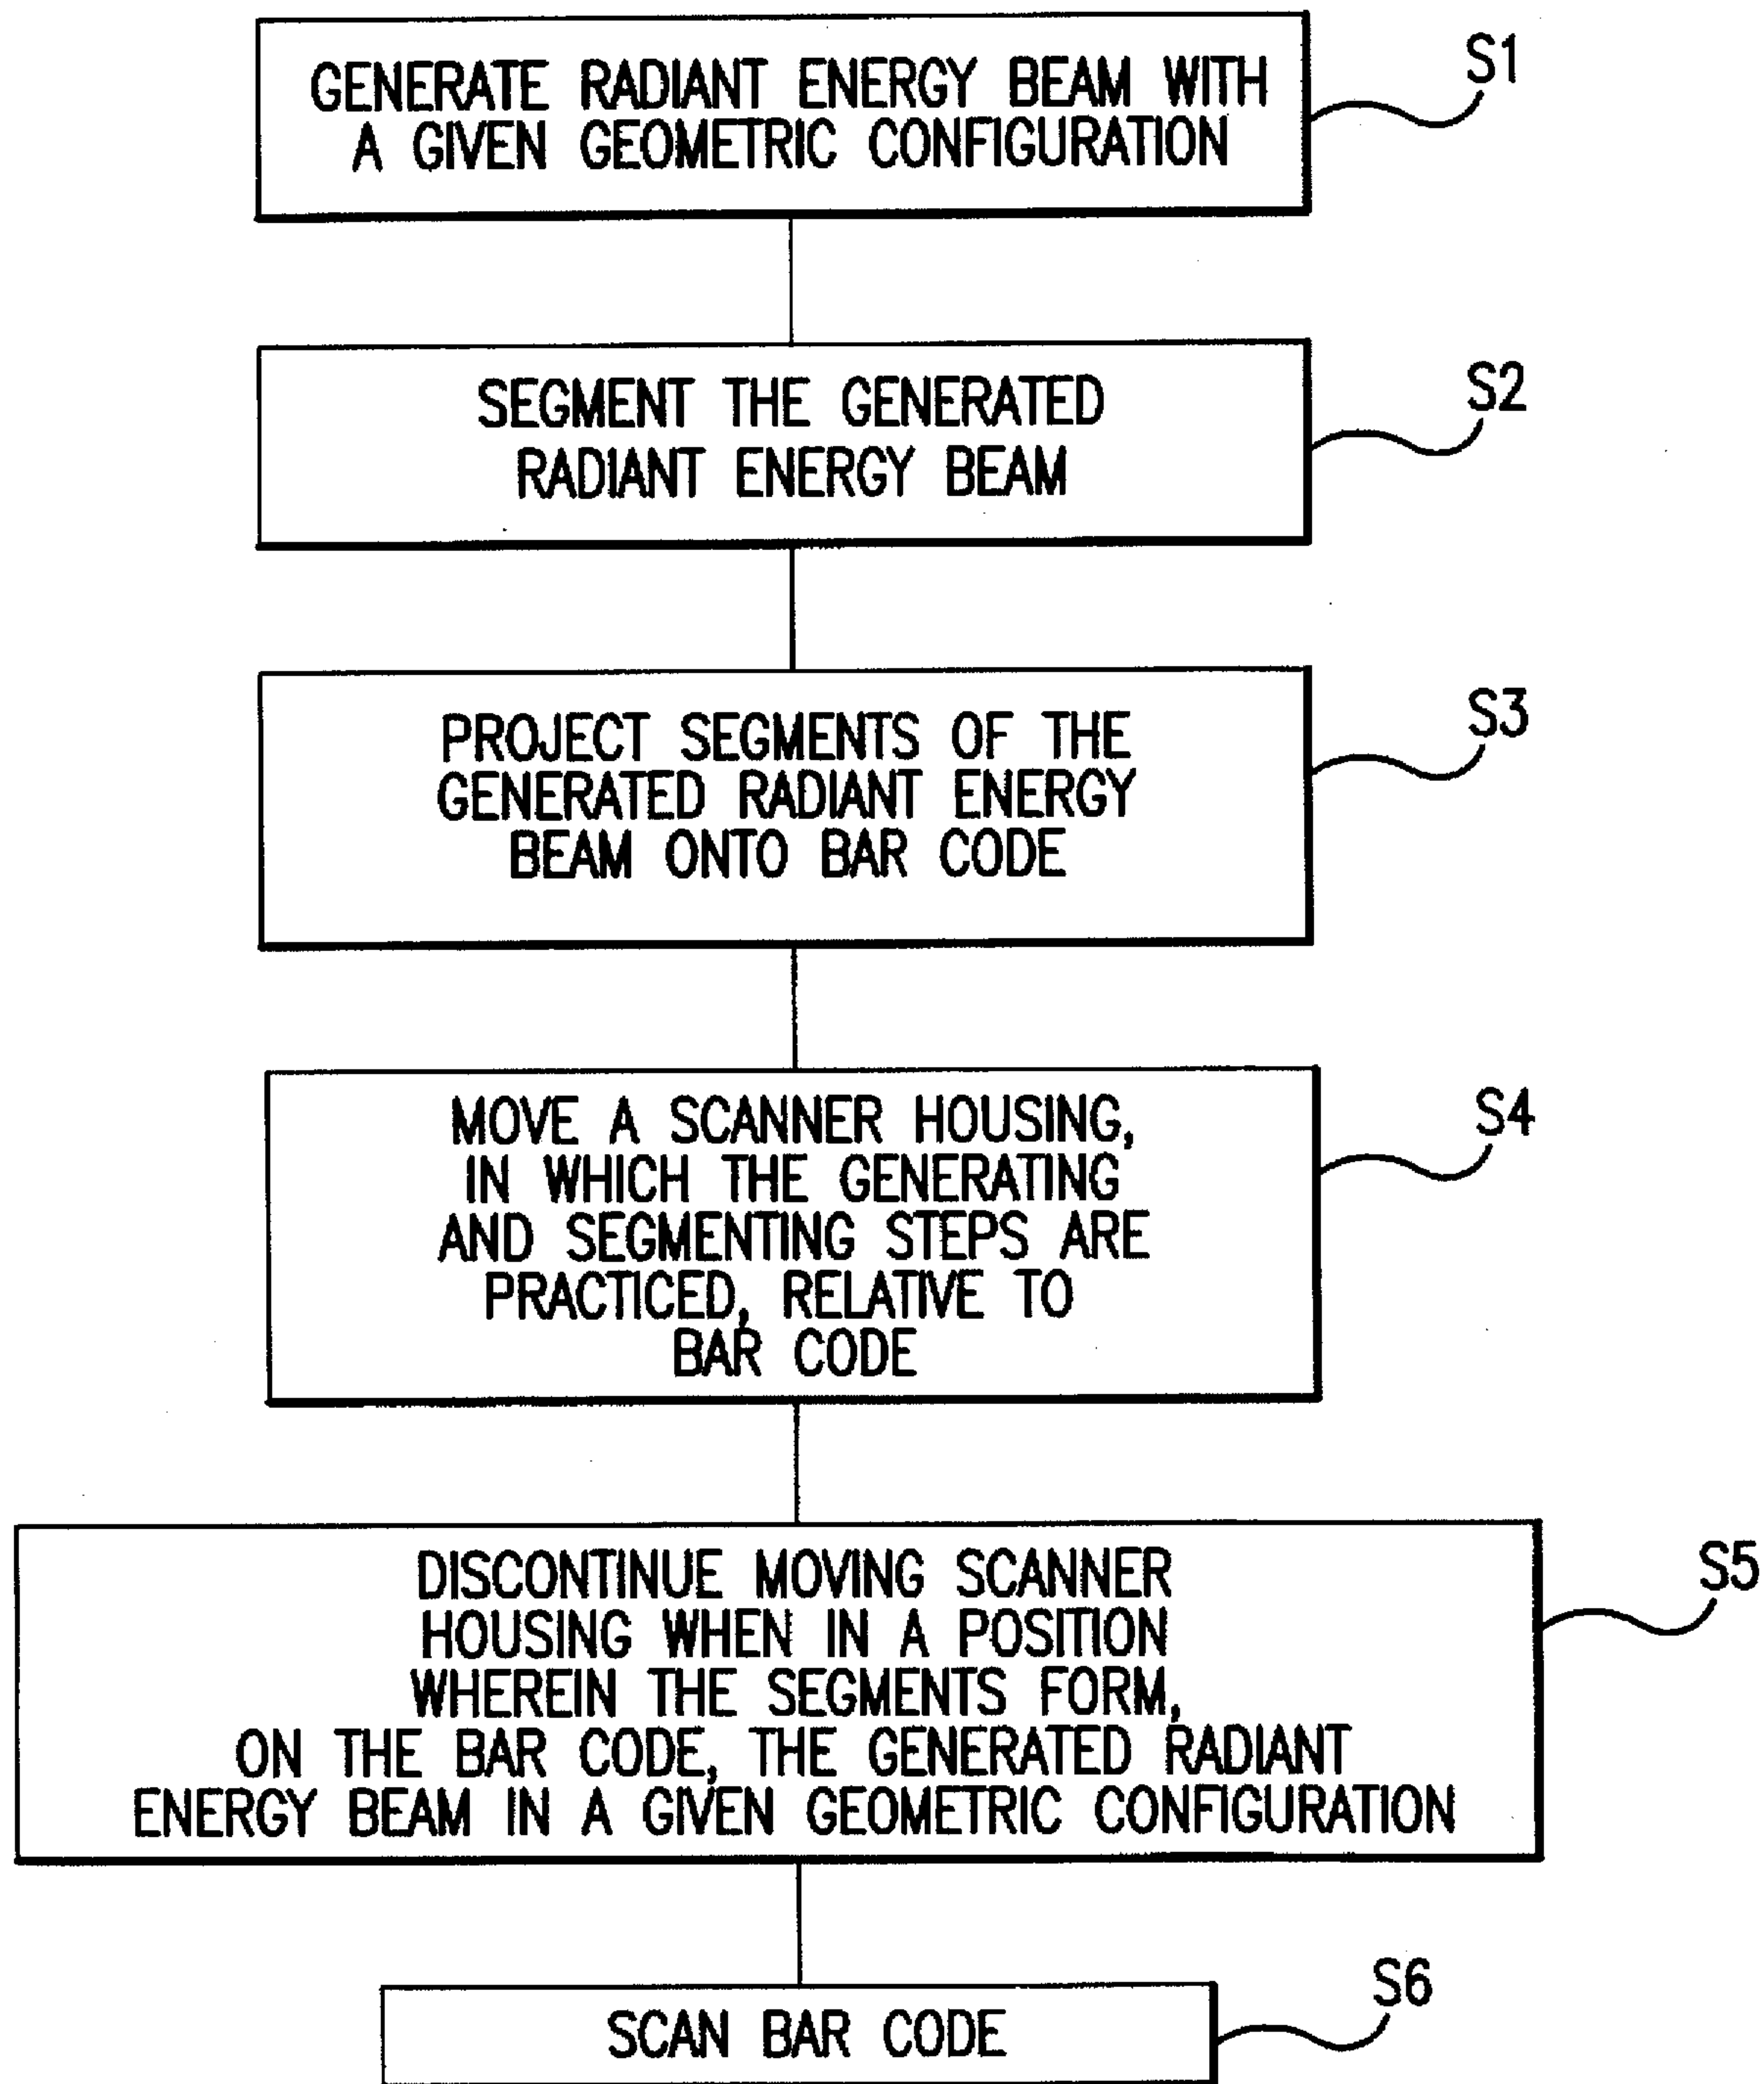 GENERATE RADIANT ENERGY BEAM WITH
A GIVEN GEOMETRIC CONFIGURATION
S1
SEGMENT THE GENERATED
RADIANT ENERGY BEAM
S2
PROJECT SEGMENTS OF THE
GENERATED RADIANT ENERGY
BEAM ONTO BAR CODE
S3
MOVE A SCANNER HOUSING,
IN WHICH THE GENERATING
AND SEGMENTING STEPS ARE
PRACTICED, RELATIVE TO
BAR CODE
S4
DISCONTINUE MOVING SCANNER
HOUSING WHEN IN A POSITION
WHEREIN THE SEGMENTS FORM,
ON THE BAR CODE, THE GENERATED RADIANT
ENERGY BEAM IN A GIVEN GEOMETRIC CONFIGURATION
S5
SCAN BAR CODE
S6